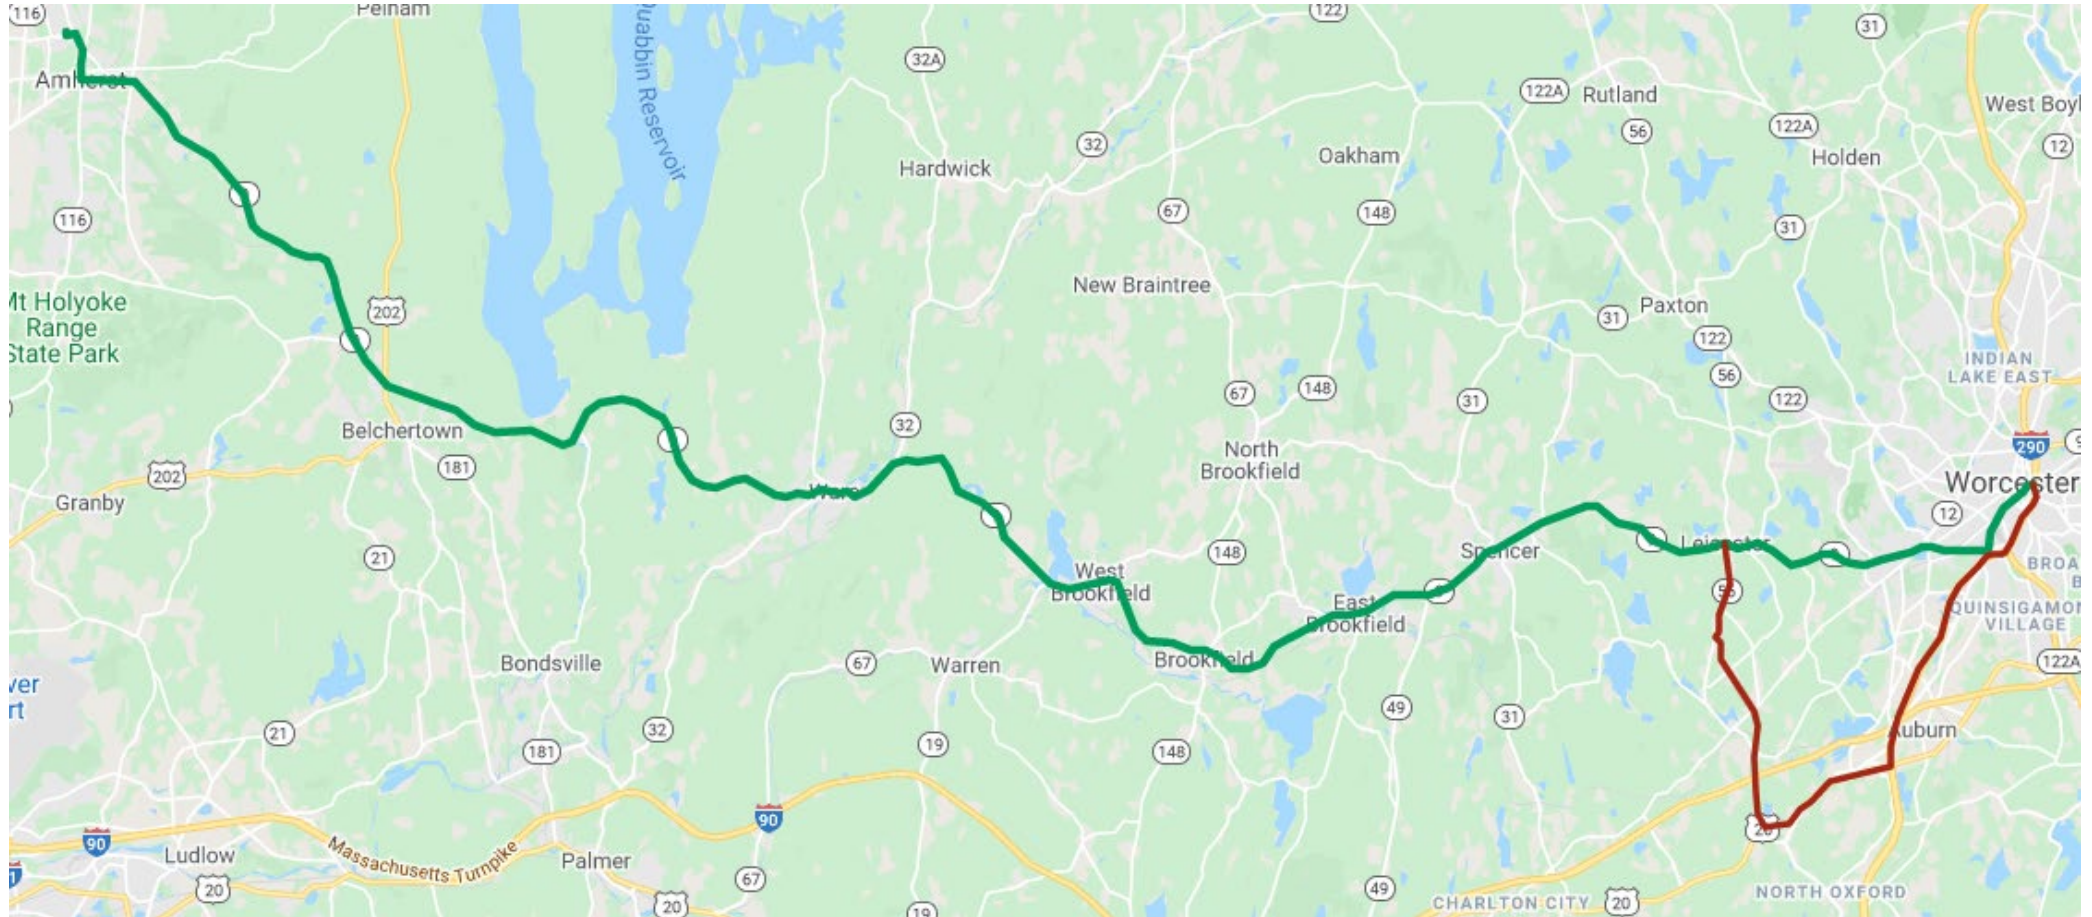 116
Pelham
Quabbin Reservoir
122
31
32A
Amherst
122A
Rutland
West Boyl
56
122A
12
32
Oakham
Holden
Hardwick
116
67
148
31
New Braintree
Mt Holyoke
Range
State Park
202
31
Paxton
122
INDIAN
LAKE EAST
56
67
148
31
122
32
Belchertown
290
9
North
Brookfield
181
202
Granby
Ware
Worcester
12
21
148
Spencer
Leicester
West
Brookfield
56
BROA
B
East
Brookfield
QUINSIGAMON
VILLAGE
Bondsville
67
Warren
Brookfield
122A
ver
rt
49
31
21
32
19
181
148
Auburn
90
20
90
Massachusetts Turnpike
Ludlow
Palmer
67
20
20
49
CHARLTON CITY
20
NORTH OXFORD
19